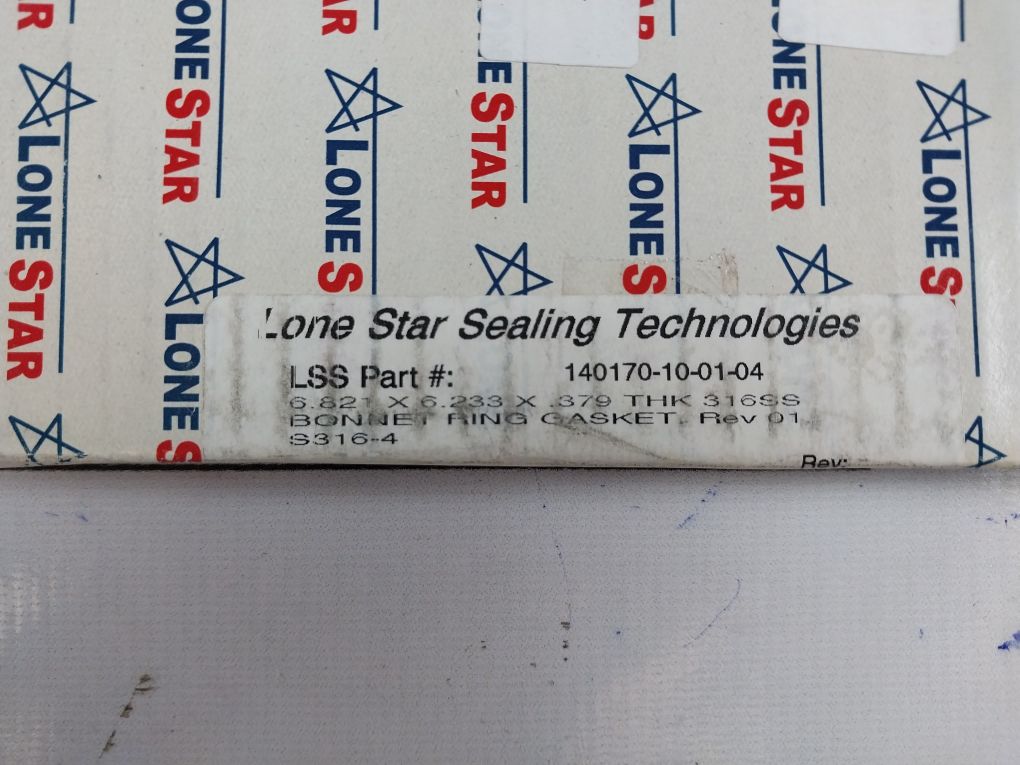 LONE STAR
LONE STAR
LONE STAR
LONE STAR
LONE STAR
LONE STAR
Lone Star Sealing Technologies
LSS Part #: 140170-10-01-04
6.821 X 6.233 X .379 THK 316SS
BONNET RING GASKET, Rev 01,
S316-4
Rev: